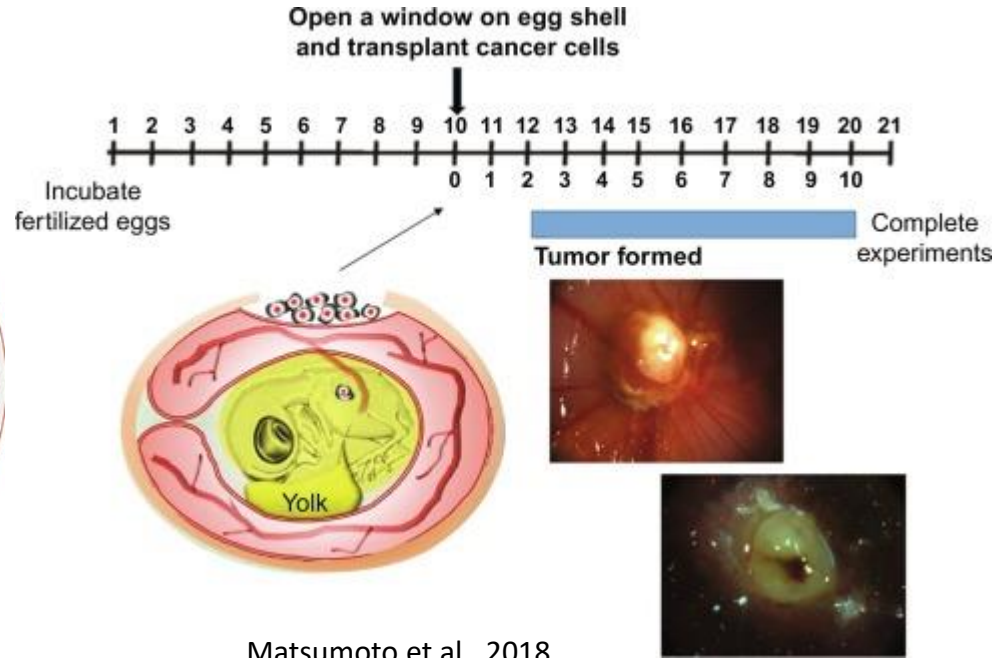 Open a window on egg shell
and transplant cancer cells
1 2 3 4 5 6 7 8 9 10 11 12 13 14 15 16 17 18 19 20 21
0 1 2 3 4 5 6 7 8 9 10
Incubate
fertilized eggs
Complete
experiments
Tumor formed
Yolk
Matsumoto et al., 2018